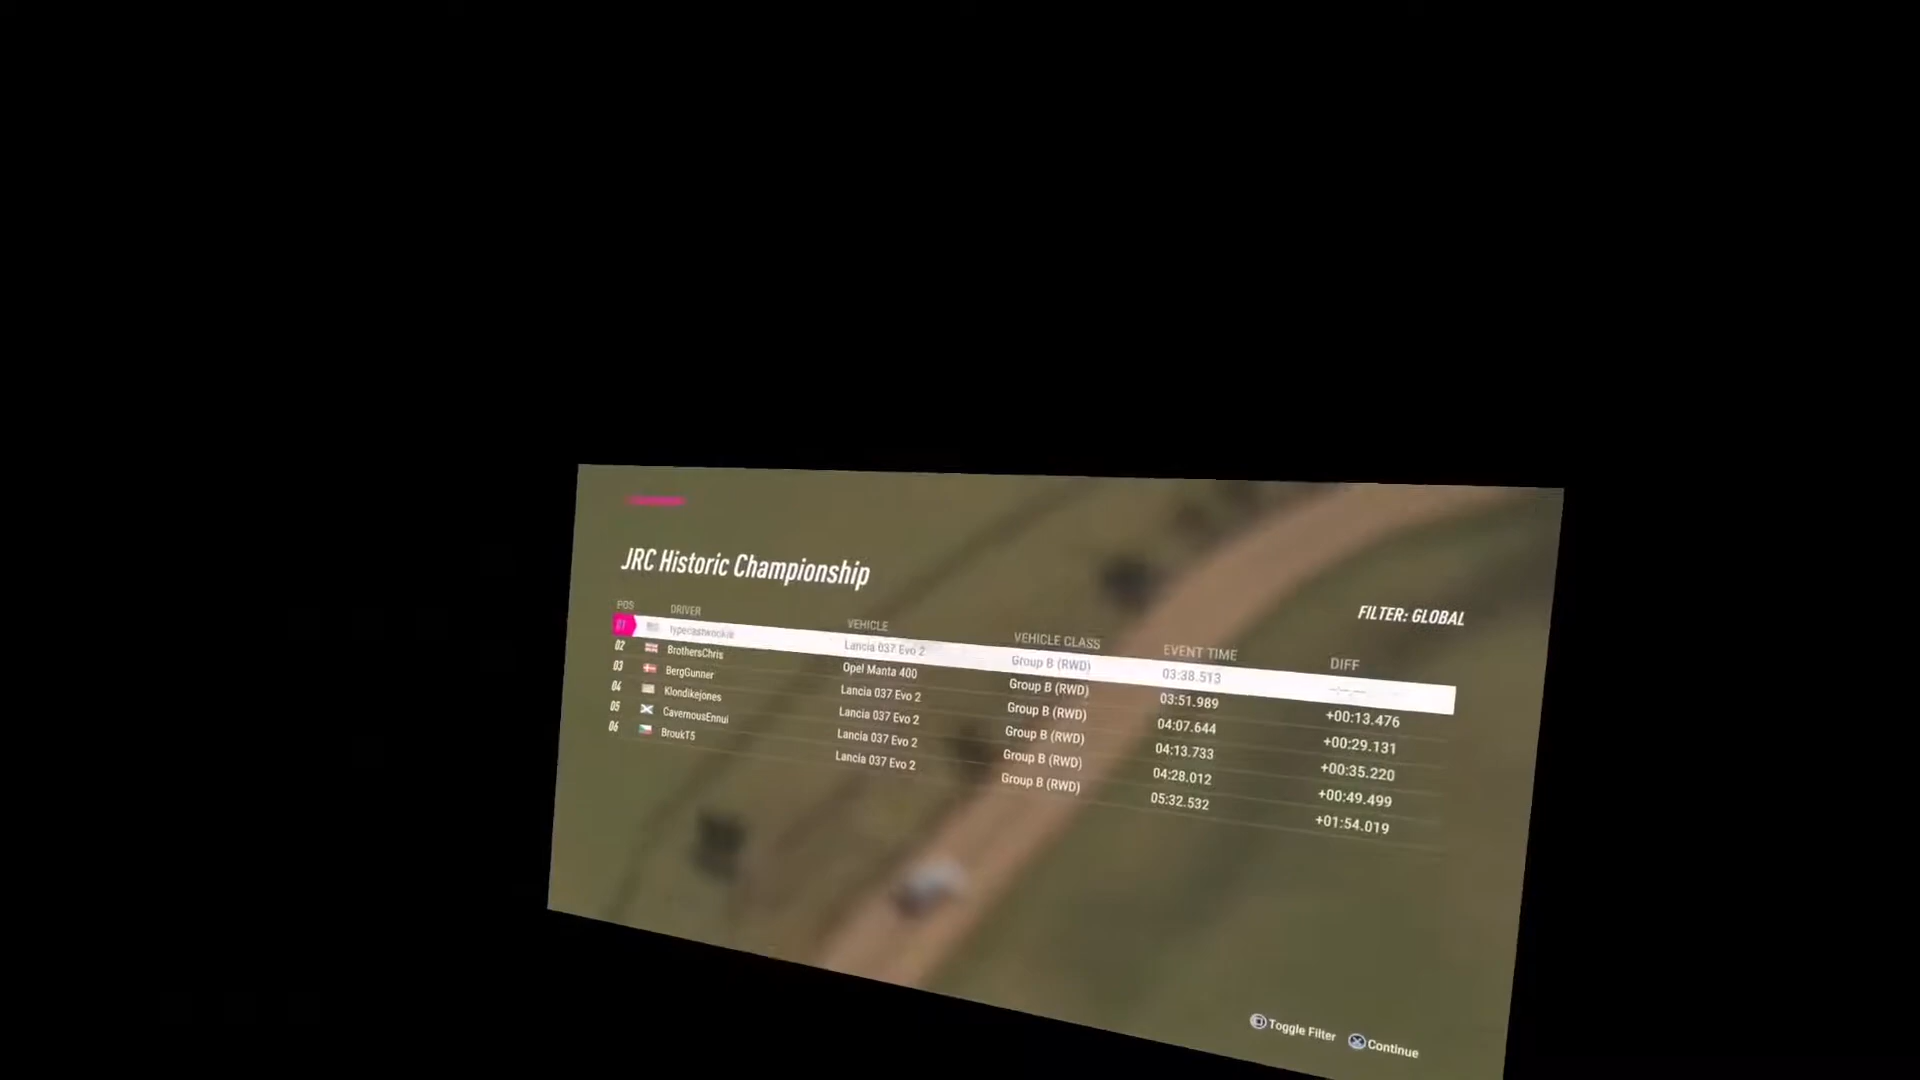 JRC Historic Championship
FILTER: GLOBAL
POS DRIVER VEHICLE VEHICLE CLASS EVENT TIME DIFF
01 Lancia 037 Evo 2 Group B (RWD) 03:38.513 --:--.---
02 BrothersChris Opel Manta 400 Group B (RWD) 03:51.989 +00:13.476
03 BergGunner Lancia 037 Evo 2 Group B (RWD) 04:07.644 +00:29.131
04 Klondikejones Lancia 037 Evo 2 Group B (RWD) 04:13.733 +00:35.220
05 CavernousEnnui Lancia 037 Evo 2 Group B (RWD) 04:28.012 +00:49.499
06 BroukT5 Lancia 037 Evo 2 Group B (RWD) 05:32.532 +01:54.019
Toggle Filter Continue